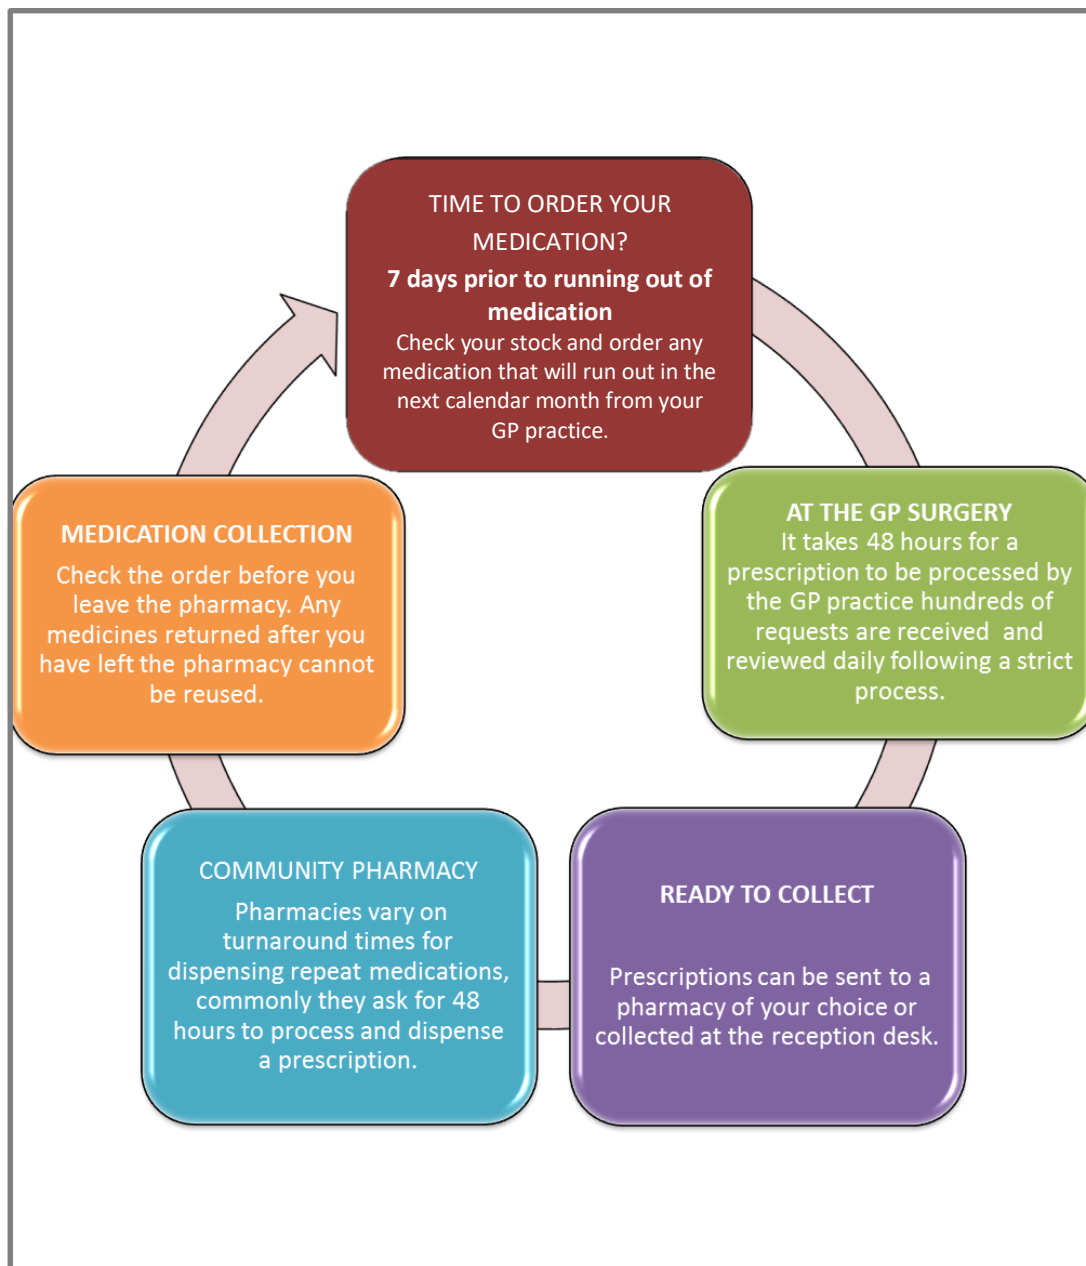 TIME TO ORDER YOUR
MEDICATION?
7 days prior to running out of
medication
Check your stock and order any
medication that will run out in the
next calendar month from your
GP practice.
AT THE GP SURGERY
It takes 48 hours for a
prescription to be processed by
the GP practice hundreds of
requests are received  and
reviewed daily following a strict
process.
READY TO COLLECT
Prescriptions can be sent to a
pharmacy of your choice or
collected at the reception desk.
COMMUNITY PHARMACY
Pharmacies vary on
turnaround times for
dispensing repeat medications,
commonly they ask for 48
hours to process and dispense
a prescription.
MEDICATION COLLECTION
Check the order before you
leave the pharmacy. Any
medicines returned after you
have left the pharmacy cannot
be reused.